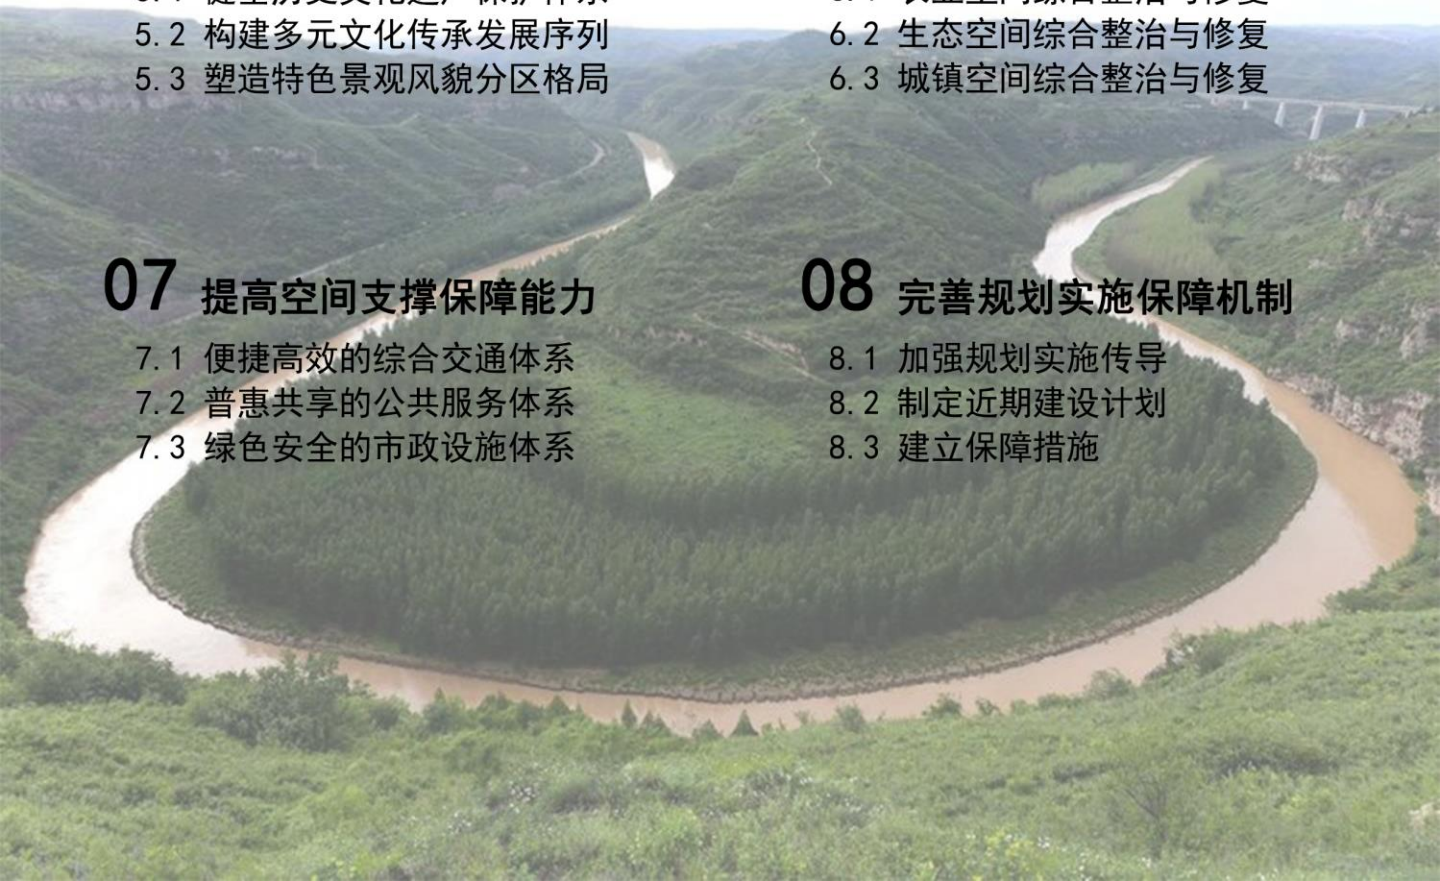 5.2 构建多元文化传承发展序列
5.3 塑造特色景观风貌分区格局
6.2 生态空间综合整治与修复
6.3 城镇空间综合整治与修复
07 提高空间支撑保障能力
7.1 便捷高效的综合交通体系
7.2 普惠共享的公共服务体系
7.3 绿色安全的市政设施体系
08 完善规划实施保障机制
8.1 加强规划实施传导
8.2 制定近期建设计划
8.3 建立保障措施